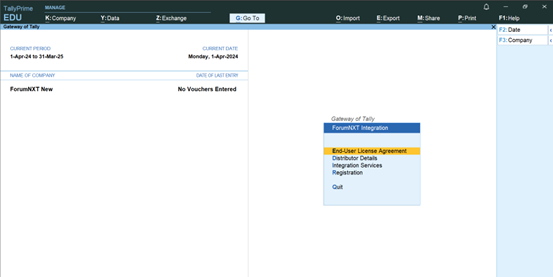 TallyPrime
EDU
MANAGE
K:Company
Y:Data
Z:Exchange
G:Go To
O:Import
E:Export
M:Share
P:Print
F1:Help
Gateway of Tally
F2:Date
F3:Company
CURRENT PERIOD
CURRENT DATE
1-Apr-24 to 31-Mar-25
Monday, 1-Apr-2024
NAME OF COMPANY
DATE OF LAST ENTRY
ForumNXT New
No Vouchers Entered
Gateway of Tally
ForumNXT Integration
End-User License Agreement
Distributor Details
Integration Services
Registration
Quit